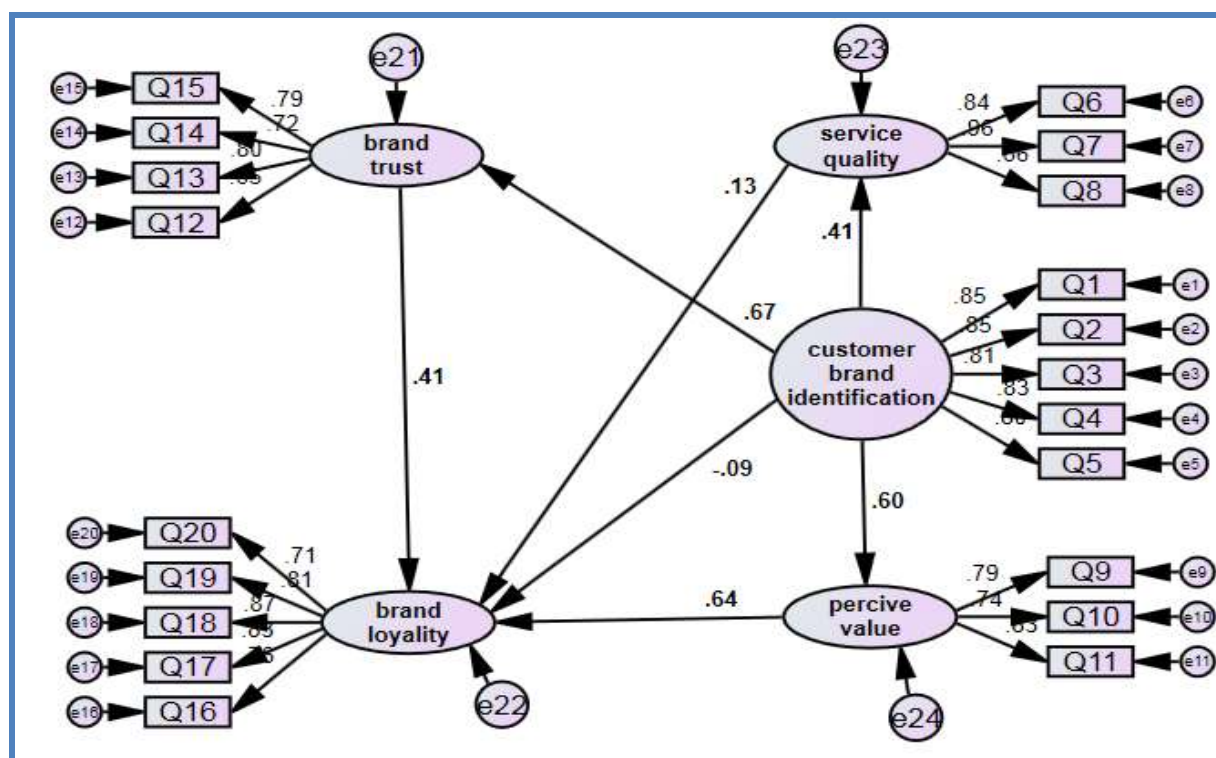 e21
e15
Q15
.79
e14
Q14
.72
e13
Q13
.80
e12
Q12
brand
trust
e23
service
quality
.84
Q6
e6
.96
Q7
e7
Q8
e8
.13
.41
.67
customer
brand
identification
.85
Q1
e1
.85
Q2
e2
.81
Q3
e3
.83
Q4
e4
Q5
e5
.41
-.09
.60
e20
Q20
.71
e19
Q19
.81
e18
Q18
.87
e17
Q17
e16
Q16
brand
loyality
e22
.64
percive
value
e24
.79
Q9
e9
.74
Q10
e10
Q11
e11